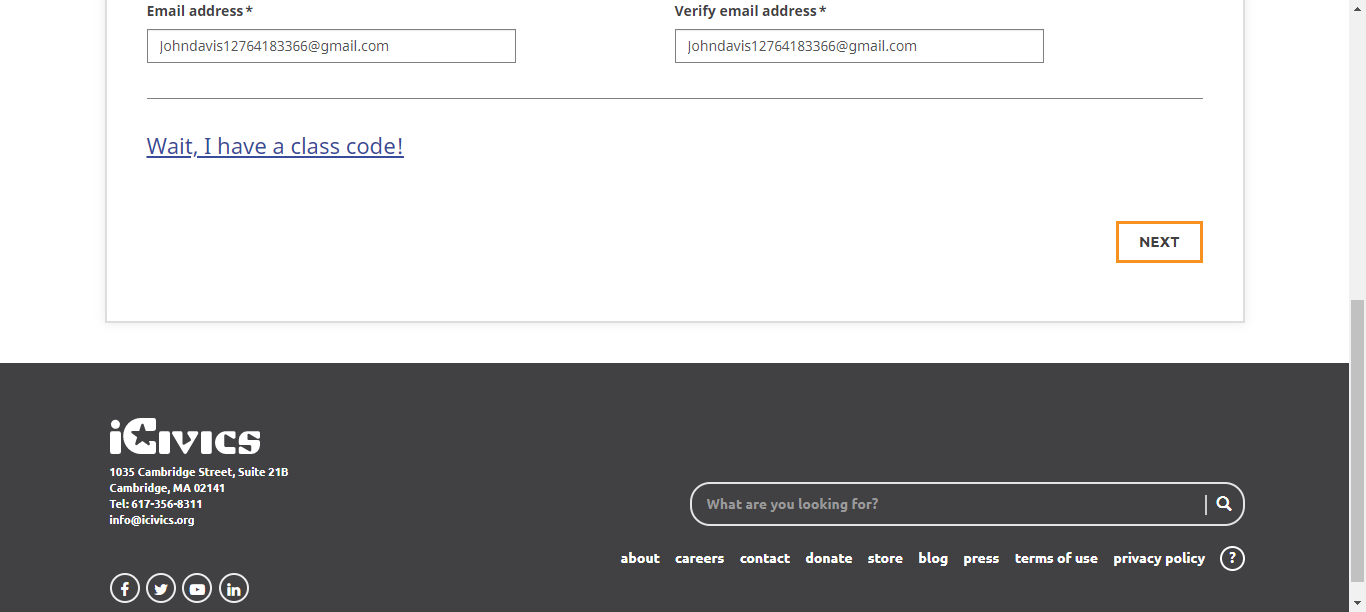 Email address*
Verify email address*
Johndavis12764183366@gmail.com
Johndavis12764183366@gmail.com
Wait, I have a class code!
NEXT
iCivics
1035 Cambridge Street, Suite 21B
Cambridge, MA 02141
Tel: 617-356-8311
info@icivics.org
What are you looking for?
about careers contact donate store blog press terms of use privacy policy ?